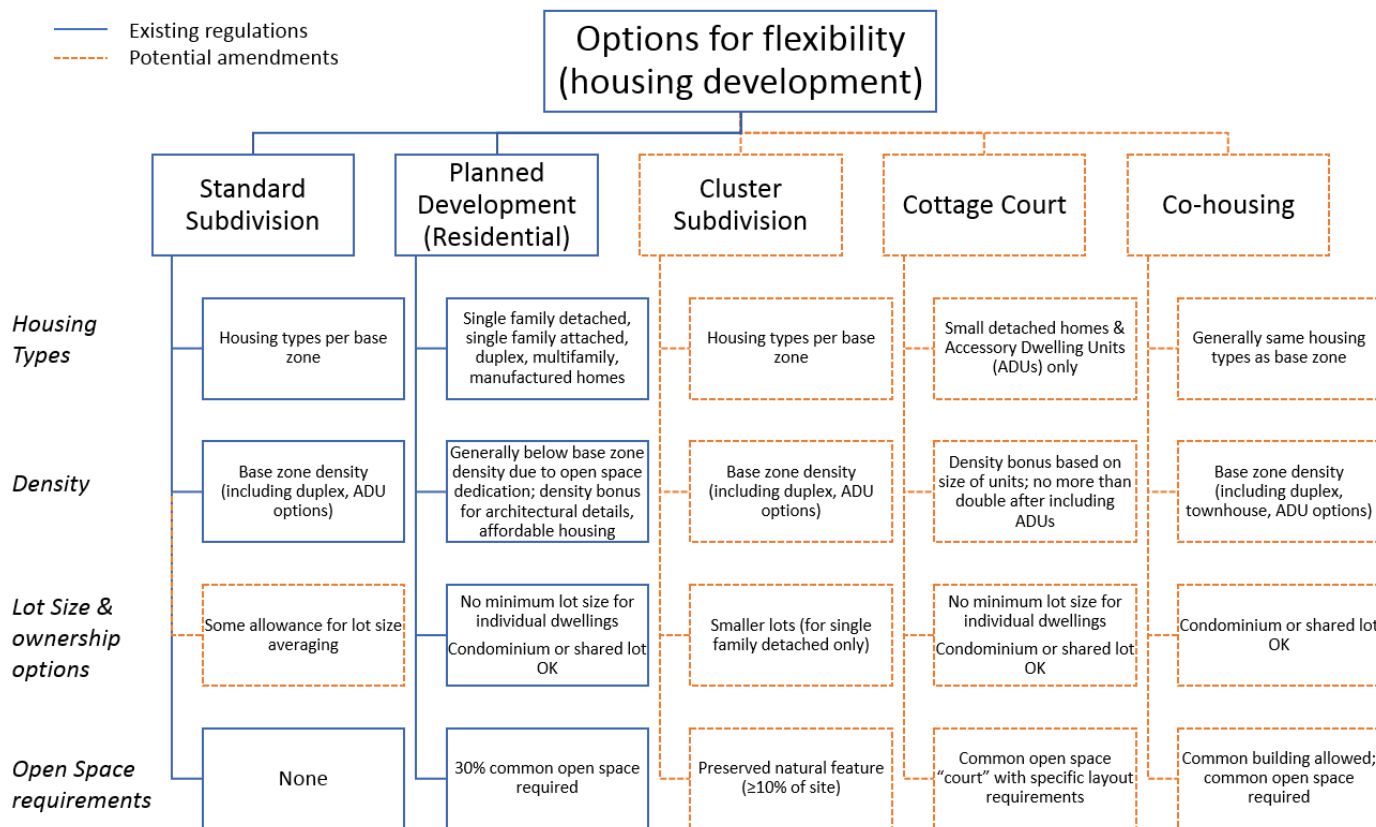 Existing regulations
Potential amendments
Options for flexibility
(housing development)
Standard
Subdivision
Planned
Development
(Residential)
Cluster
Subdivision
Cottage Court
Co-housing
Housing
Types
Housing types per base
zone
Single family detached,
single family attached,
duplex, multifamily,
manufactured homes
Housing types per base
zone
Small detached homes &
Accessory Dwelling Units
(ADUs) only
Generally same housing
types as base zone
Density
Base zone density
(including duplex, ADU
options)
Generally below base zone
density due to open space
dedication; density bonus
for architectural details,
affordable housing
Base zone density
(including duplex, ADU
options)
Density bonus based on
size of units; no more than
double after including
ADUs
Base zone density
(including duplex,
townhouse, ADU options)
Lot Size &
ownership
options
Some allowance for lot size
averaging
No minimum lot size for
individual dwellings
Condominium or shared lot
OK
Smaller lots (for single
family detached only)
No minimum lot size for
individual dwellings
Condominium or shared lot
OK
Condominium or shared lot
OK
Open Space
requirements
None
30% common open space
required
Preserved natural feature
(≥10% of site)
Common open space
“court” with specific layout
requirements
Common building allowed;
common open space
required